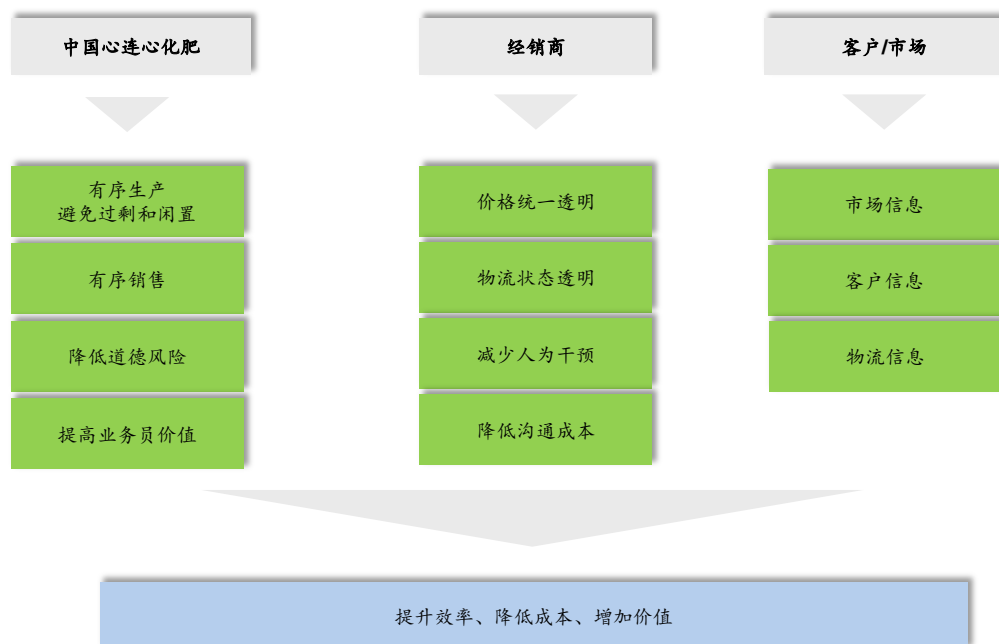 中国心连心化肥
经销商
客户/市场
有序生产
避免过剩和闲置
有序销售
降低道德风险
提高业务员价值
价格统一透明
物流状态透明
减少人为干预
降低沟通成本
市场信息
客户信息
物流信息
提升效率、降低成本、增加价值